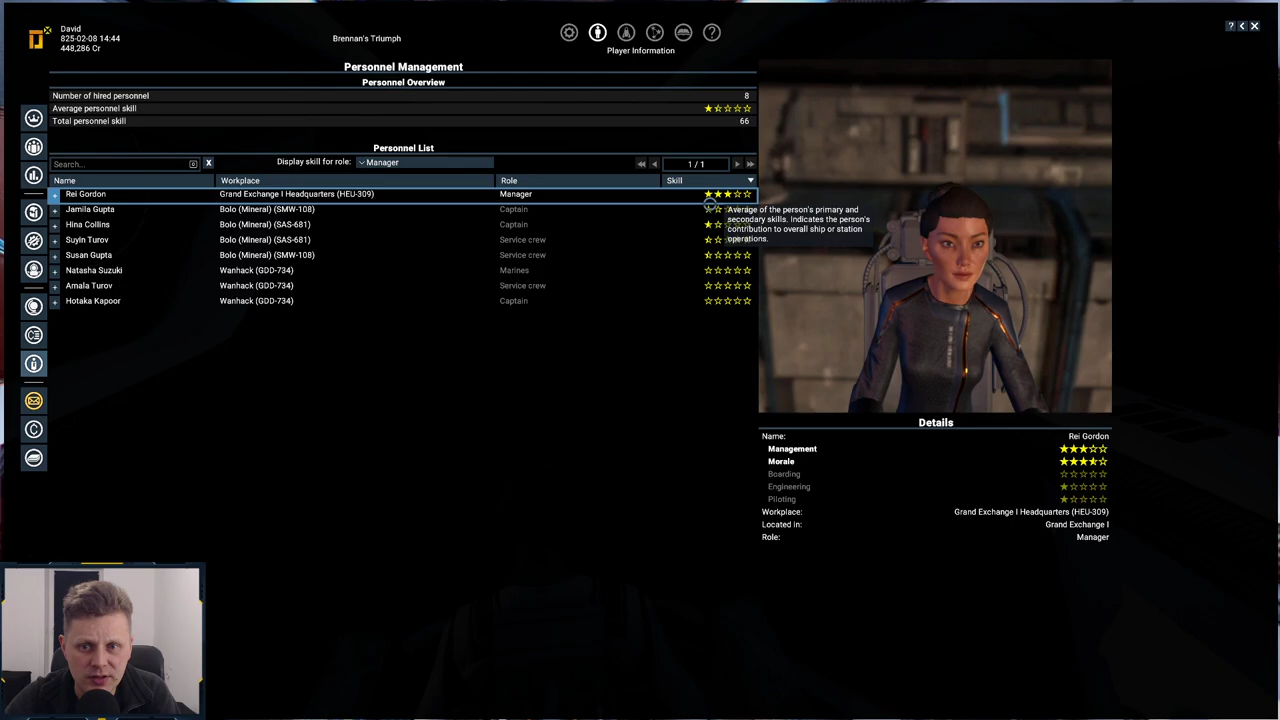 David
825-02-08 14:44
448,286 Cr
Brennan's Triumph
?
Player Information
? < X
Personnel Management
Personnel Overview
Number of hired personnel 8
Average personnel skill
Total personnel skill 66
Personnel List
Search... X Display skill for role: Manager 1 / 1
Name Workplace Role Skill
+ Rei Gordon Grand Exchange I Headquarters (HEU-309) Manager
+ Jamila Gupta Bolo (Mineral) (SMW-108) Captain
+ Hina Collins Bolo (Mineral) (SAS-681) Captain
+ Suyin Turov Bolo (Mineral) (SAS-681) Service crew
+ Susan Gupta Bolo (Mineral) (SMW-108) Service crew
+ Natasha Suzuki Wanhack (GDD-734) Marines
+ Amala Turov Wanhack (GDD-734) Service crew
+ Hotaka Kapoor Wanhack (GDD-734) Captain
Average of the person's primary and
secondary skills. Indicates the person's
contribution to overall ship or station
operations.
Details
Name: Rei Gordon
Management
Morale
Boarding
Engineering
Piloting
Workplace: Grand Exchange I Headquarters (HEU-309)
Located in: Grand Exchange I
Role: Manager